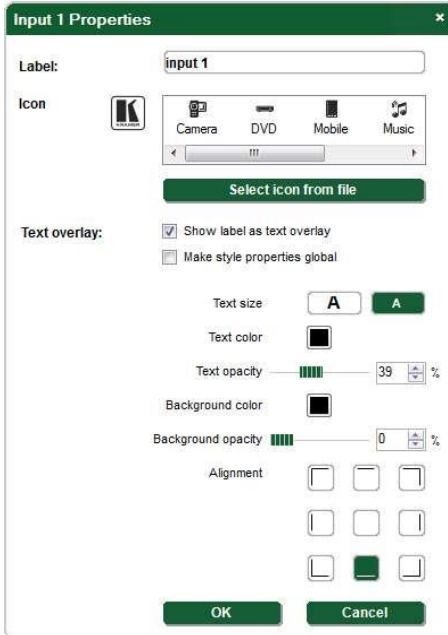 Input 1 Properties ×
Label: input 1
Icon K KRAMER
Camera DVD Mobile Music
Select icon from file
Text overlay: Show label as text overlay
Make style properties global
Text size A A
Text color
Text opacity 39 %
Background color
Background opacity 0 %
Alignment
OK Cancel